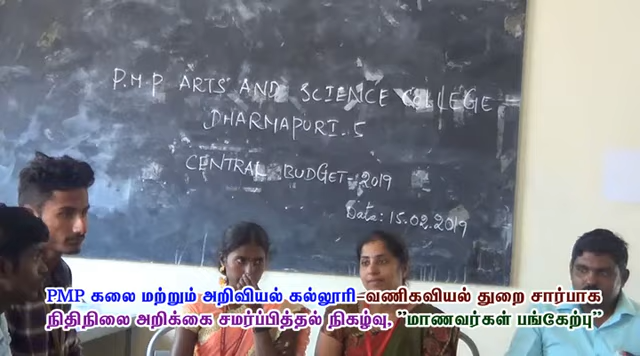 P.M.P ARTS AND SCIENCE COLLEGE
DHARMAPURI-5
CENTRAL BUDGET-2019
Date: 15.02.2019
PMP கலை மற்றும் அறிவியல் கல்லூரி-வணிகவியல் துறை சார்பாக
நிதிநிலை அறிக்கை சமர்ப்பித்தல் நிகழ்வு, "மாணவர்கள் பங்கேற்பு"